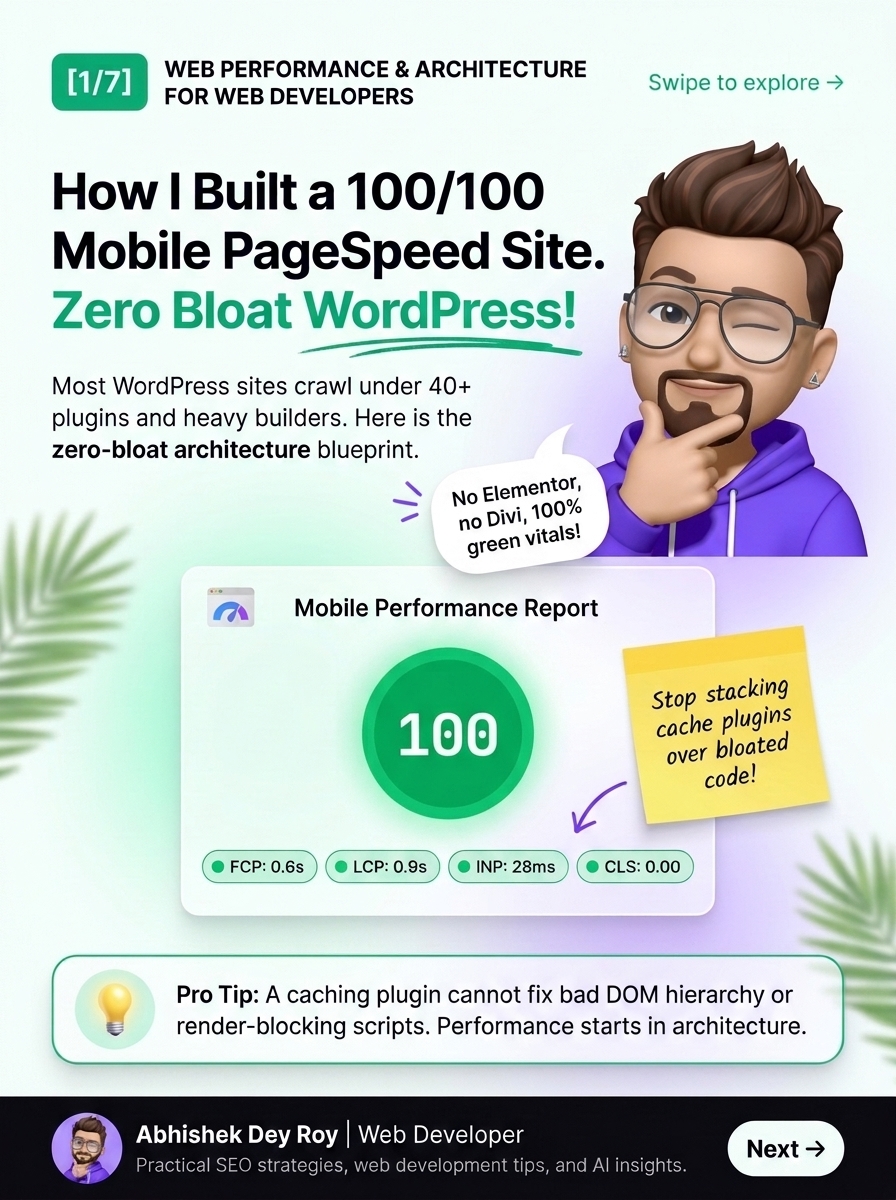 [1/7]
WEB PERFORMANCE & ARCHITECTURE
FOR WEB DEVELOPERS
Swipe to explore →
How I Built a 100/100
Mobile PageSpeed Site.
Zero Bloat WordPress!
Most WordPress sites crawl under 40+
plugins and heavy builders. Here is the
zero-bloat architecture blueprint.
No Elementor,
no Divi, 100%
green vitals!
Mobile Performance Report
100
Stop stacking
cache plugins
over bloated
code!
FCP: 0.6s
LCP: 0.9s
INP: 28ms
CLS: 0.00
Pro Tip: A caching plugin cannot fix bad DOM hierarchy or
render-blocking scripts. Performance starts in architecture.
Abhishek Dey Roy | Web Developer
Practical SEO strategies, web development tips, and AI insights.
Next →